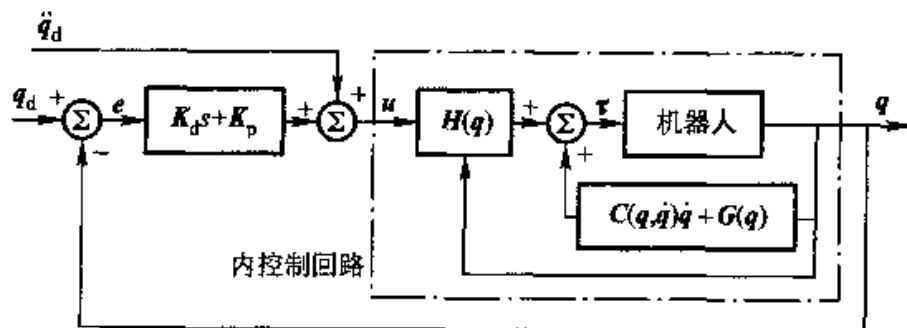 q̈d
qd + Σ e Kds+Kp + + Σ u H(q) + Σ τ 机器人 q
−
+
C(q,q̇)q̇+G(q)
内控制回路